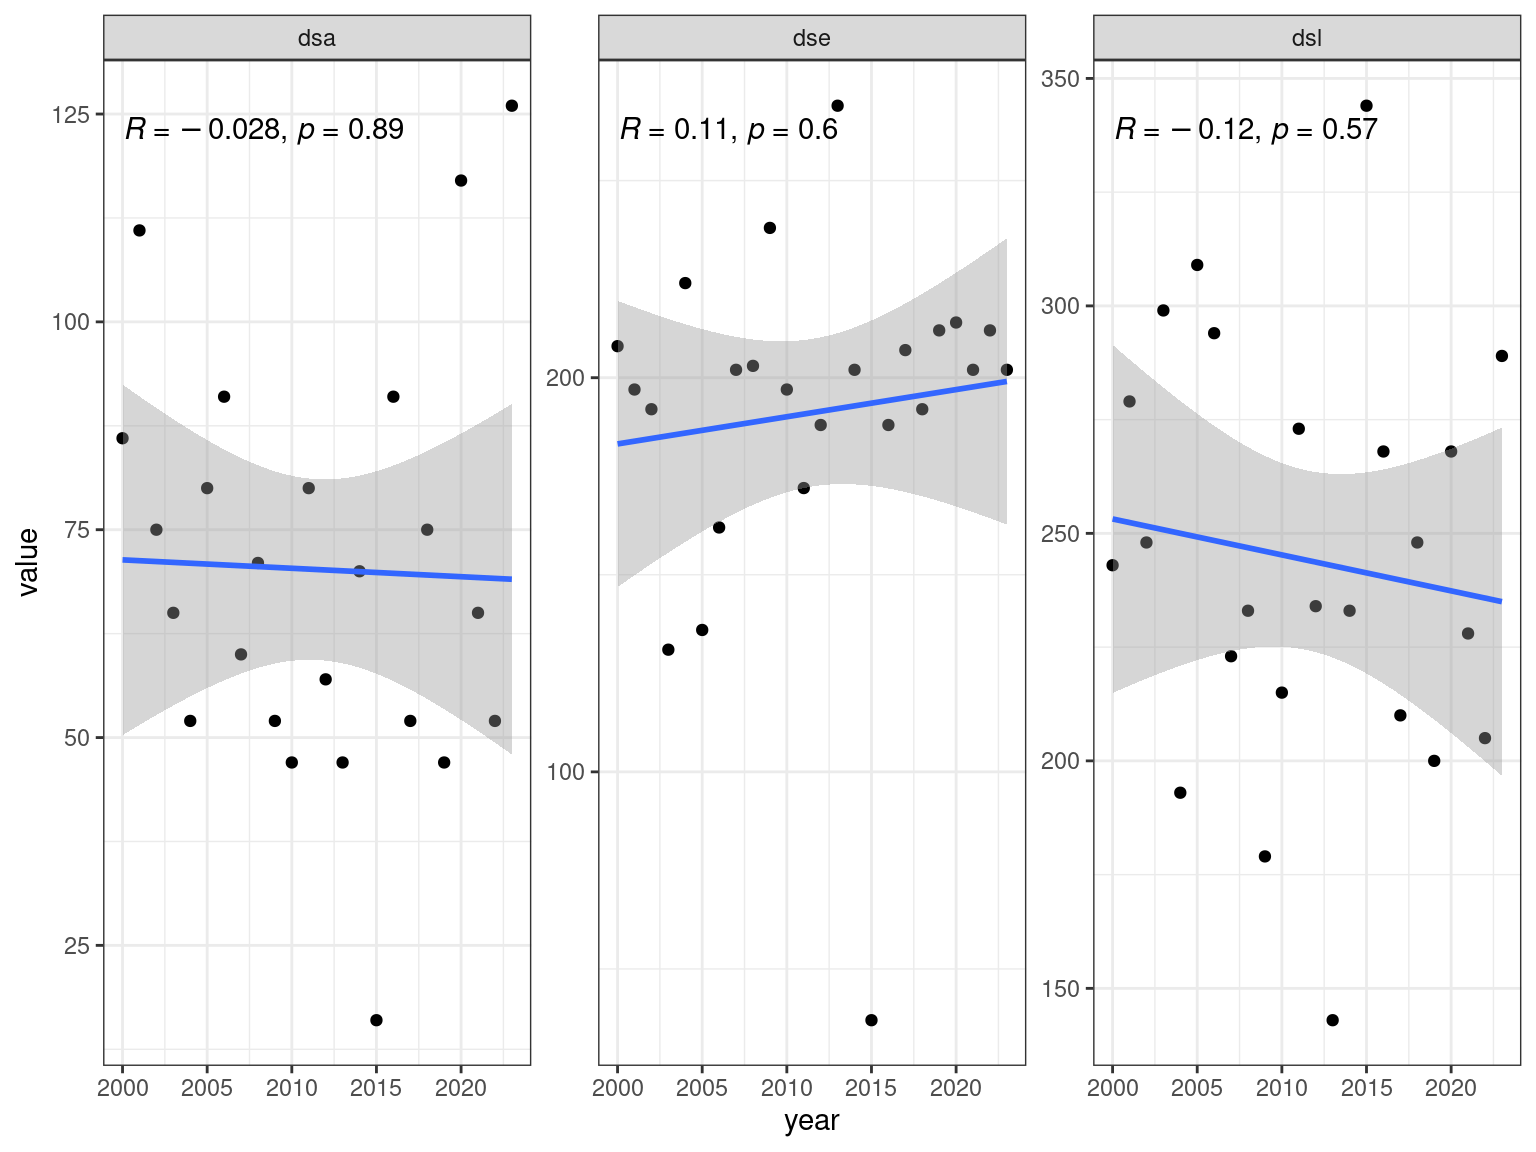 dsa
dse
dsl
R = − 0.028, p = 0.89
R = 0.11, p = 0.6
R = − 0.12, p = 0.57
value
125
100
75
50
25
200
100
350
300
250
200
150
2000 2005 2010 2015 2020
2000 2005 2010 2015 2020
2000 2005 2010 2015 2020
year